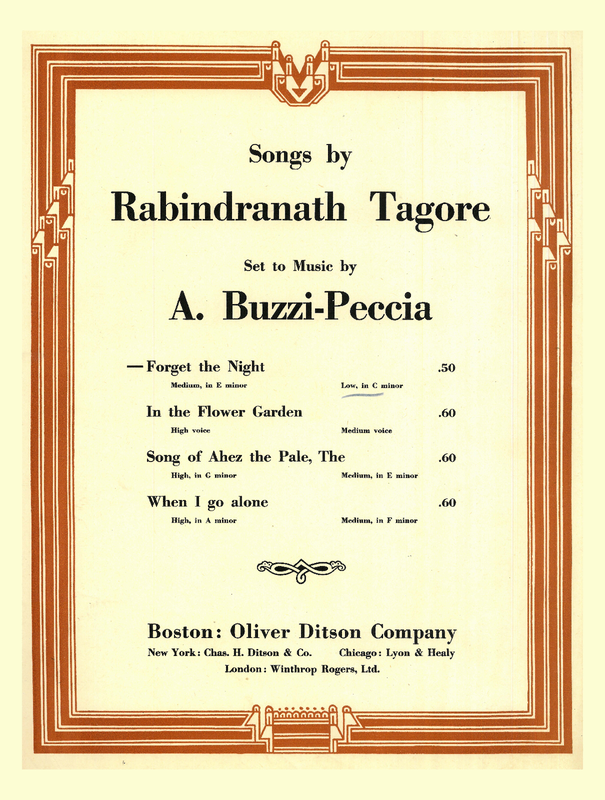 Songs by
Rabindranath Tagore
Set to Music by
A. Buzzi-Peccia
Forget the Night .50
Medium, in E minor Low, in C minor
In the Flower Garden .60
High voice Medium voice
Song of Ahez the Pale, The .60
High, in G minor Medium, in E minor
When I go alone .60
High, in A minor Medium, in F minor
Boston: Oliver Ditson Company
New York: Chas. H. Ditson & Co. Chicago: Lyon & Healy
London: Winthrop Rogers, Ltd.